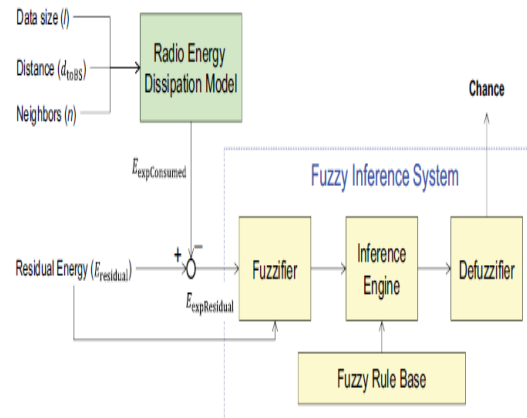 Data size (l)
Distance (d_toBS)
Neighbors (n)
Radio Energy
Dissipation Model
Chance
E_expConsumed
Fuzzy Inference System
+
−
Residual Energy (E_residual)
E_expResidual
Fuzzifier
Inference
Engine
Defuzzifier
Fuzzy Rule Base